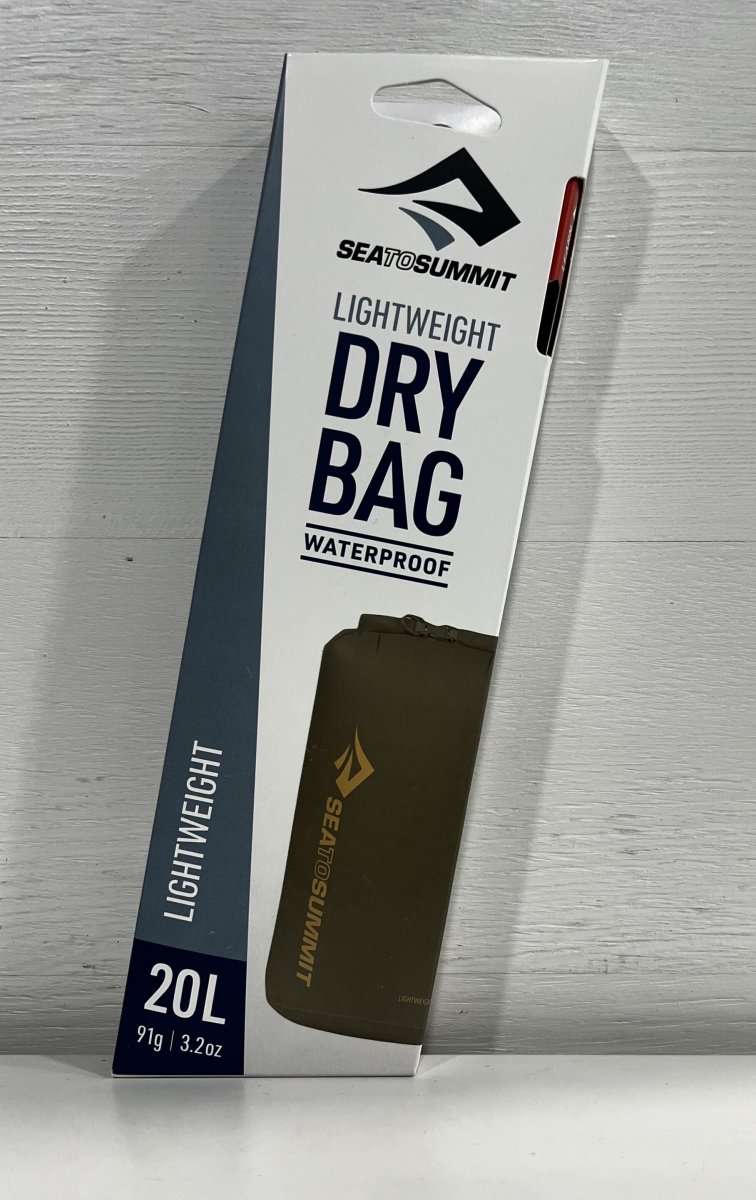 SEATOSUMMIT
LIGHTWEIGHT
DRY
BAG
WATERPROOF
SEATOSUMMIT
LIGHTWEIGHT
20L
91g | 3.2oz